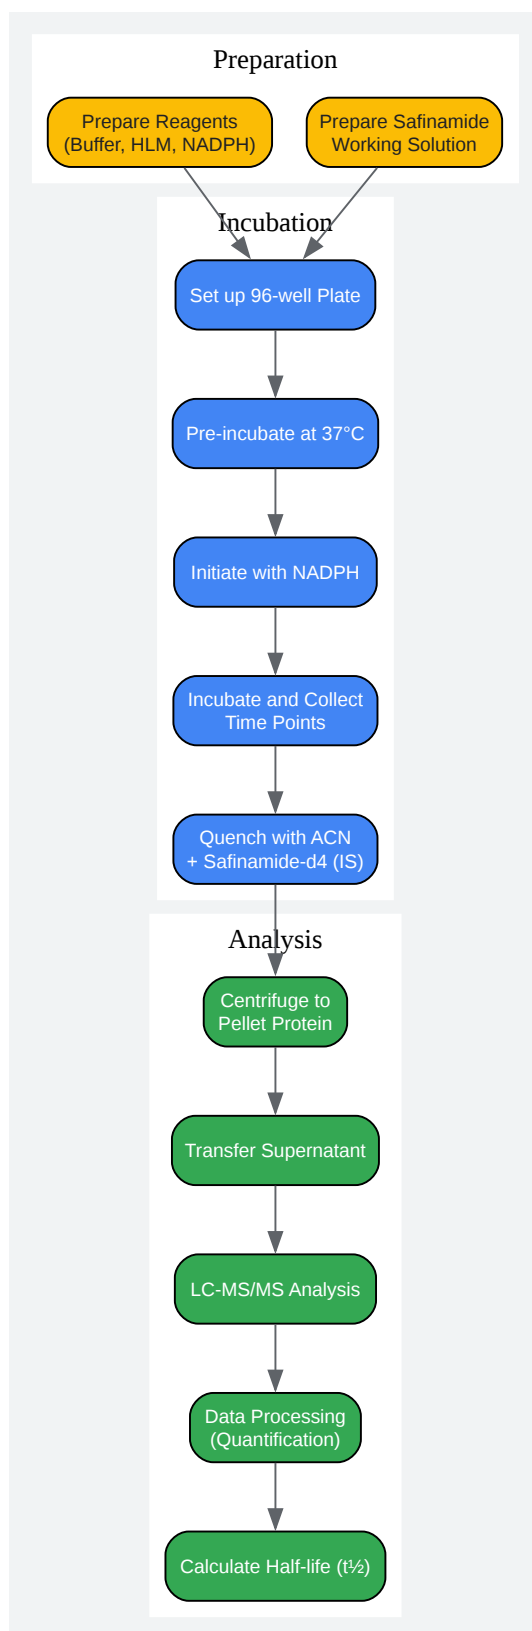 Preparation
Prepare Reagents
(Buffer, HLM, NADPH)
Prepare Safinamide
Working Solution
Incubation
Set up 96-well Plate
Pre-incubate at 37°C
Initiate with NADPH
Incubate and Collect
Time Points
Quench with ACN
+ Safinamide-d4 (IS)
Analysis
Centrifuge to
Pellet Protein
Transfer Supernatant
LC-MS/MS Analysis
Data Processing
(Quantification)
Calculate Half-life (t½)